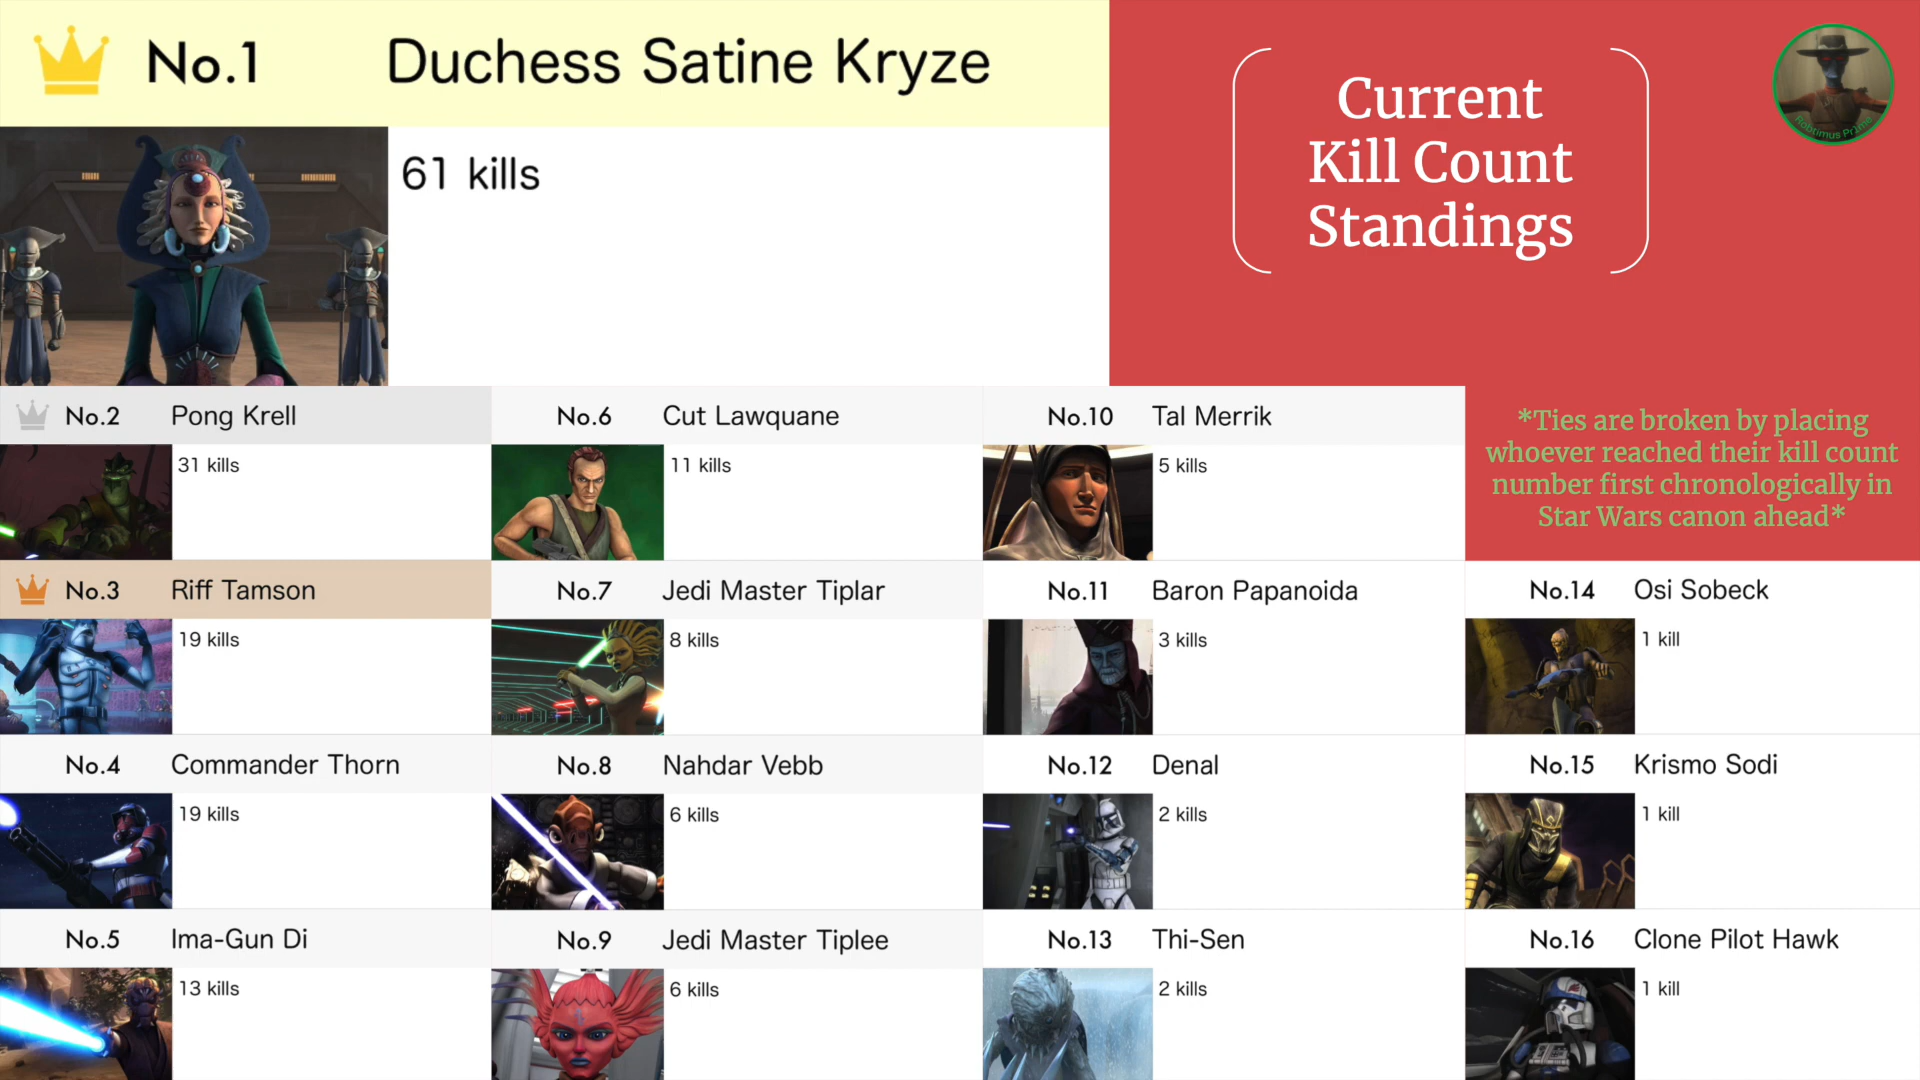 No.1 Duchess Satine Kryze
61 kills
Current
Kill Count
Standings
Robtimus Pr1me
No.2 Pong Krell
31 kills
No.3 Riff Tamson
19 kills
No.4 Commander Thorn
19 kills
No.5 Ima-Gun Di
13 kills
No.6 Cut Lawquane
11 kills
No.7 Jedi Master Tiplar
8 kills
No.8 Nahdar Vebb
6 kills
No.9 Jedi Master Tiplee
6 kills
No.10 Tal Merrik
5 kills
No.11 Baron Papanoida
3 kills
No.12 Denal
2 kills
No.13 Thi-Sen
2 kills
*Ties are broken by placing
whoever reached their kill count
number first chronologically in
Star Wars canon ahead*
No.14 Osi Sobeck
1 kill
No.15 Krismo Sodi
1 kill
No.16 Clone Pilot Hawk
1 kill